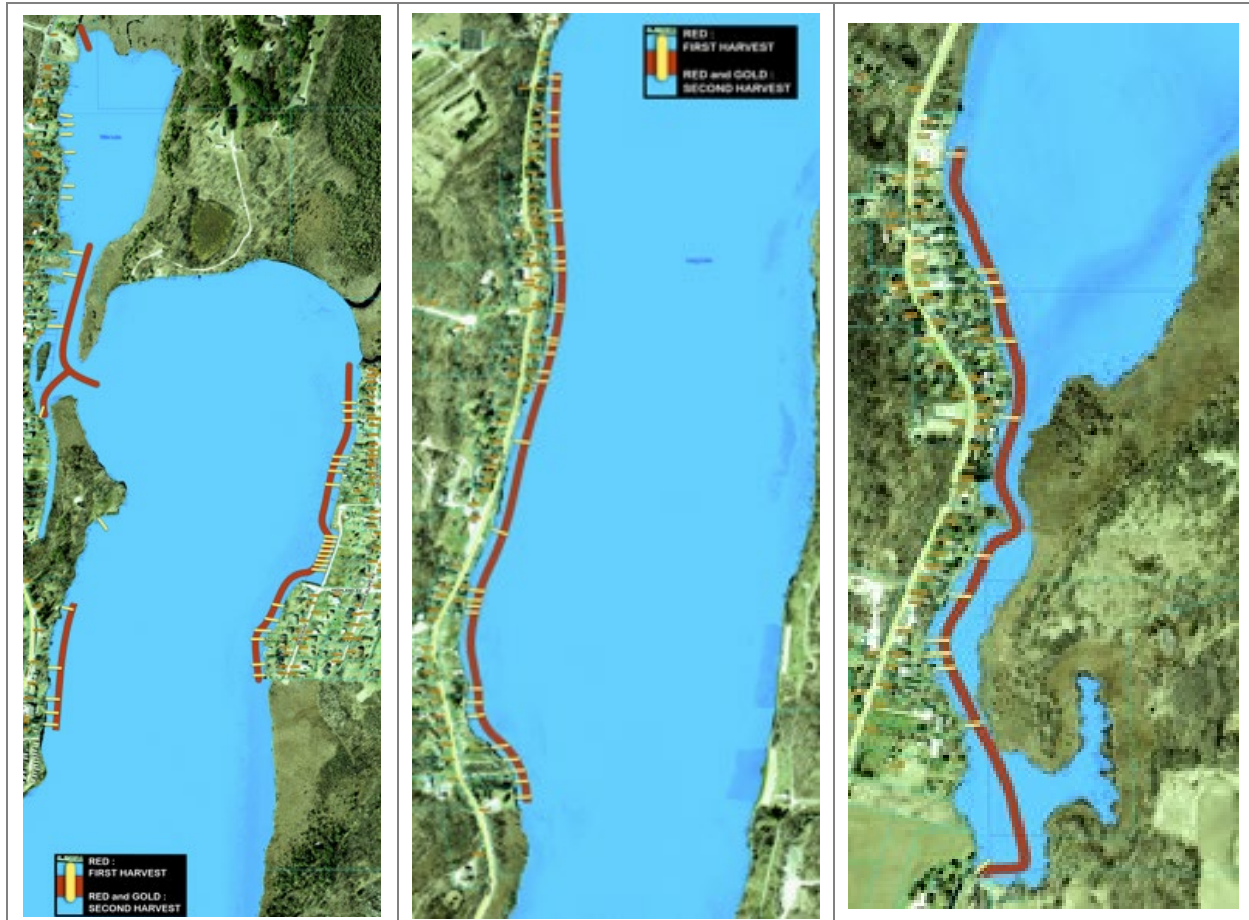 RED :
FIRST HARVEST
RED and GOLD :
SECOND HARVEST
RED :
FIRST HARVEST
RED and GOLD :
SECOND HARVEST